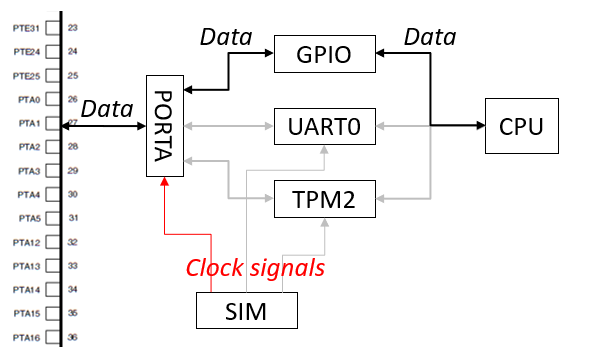 PTE31 23
PTE24 24
PTE25 25
PTA0 26
PTA1 27
PTA2 28
PTA3 29
PTA4 30
PTA5 31
PTA12 32
PTA13 33
PTA14 34
PTA15 35
PTA16 36
Data
PORTA
Data
GPIO
Data
UART0
CPU
TPM2
Clock signals
SIM